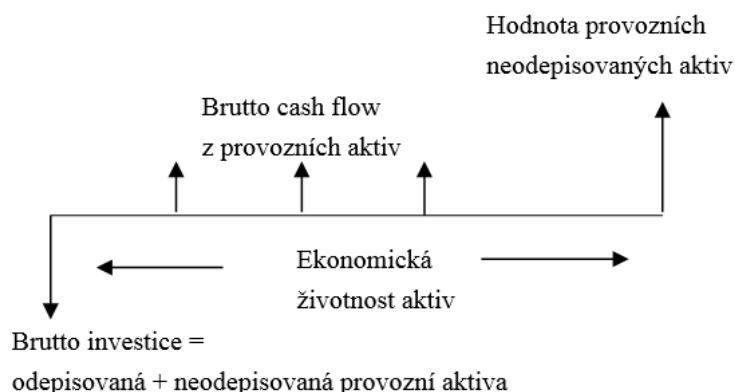 Hodnota provozních
neodepisovaných aktiv
Brutto cash flow
z provozních aktiv
Ekonomická
životnost aktiv
Brutto investice =
odepisovaná + neodepisovaná provozní aktiva